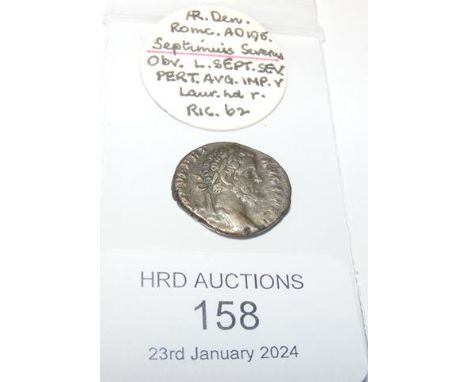 AR. Den.
Rome. AD195.
Septimius Severus
Obv. L. SEPT. SEV.
PERT. AVG. IMP. V
Laur. hd r.
RIC. 62
HRD AUCTIONS
158
23rd January 2024